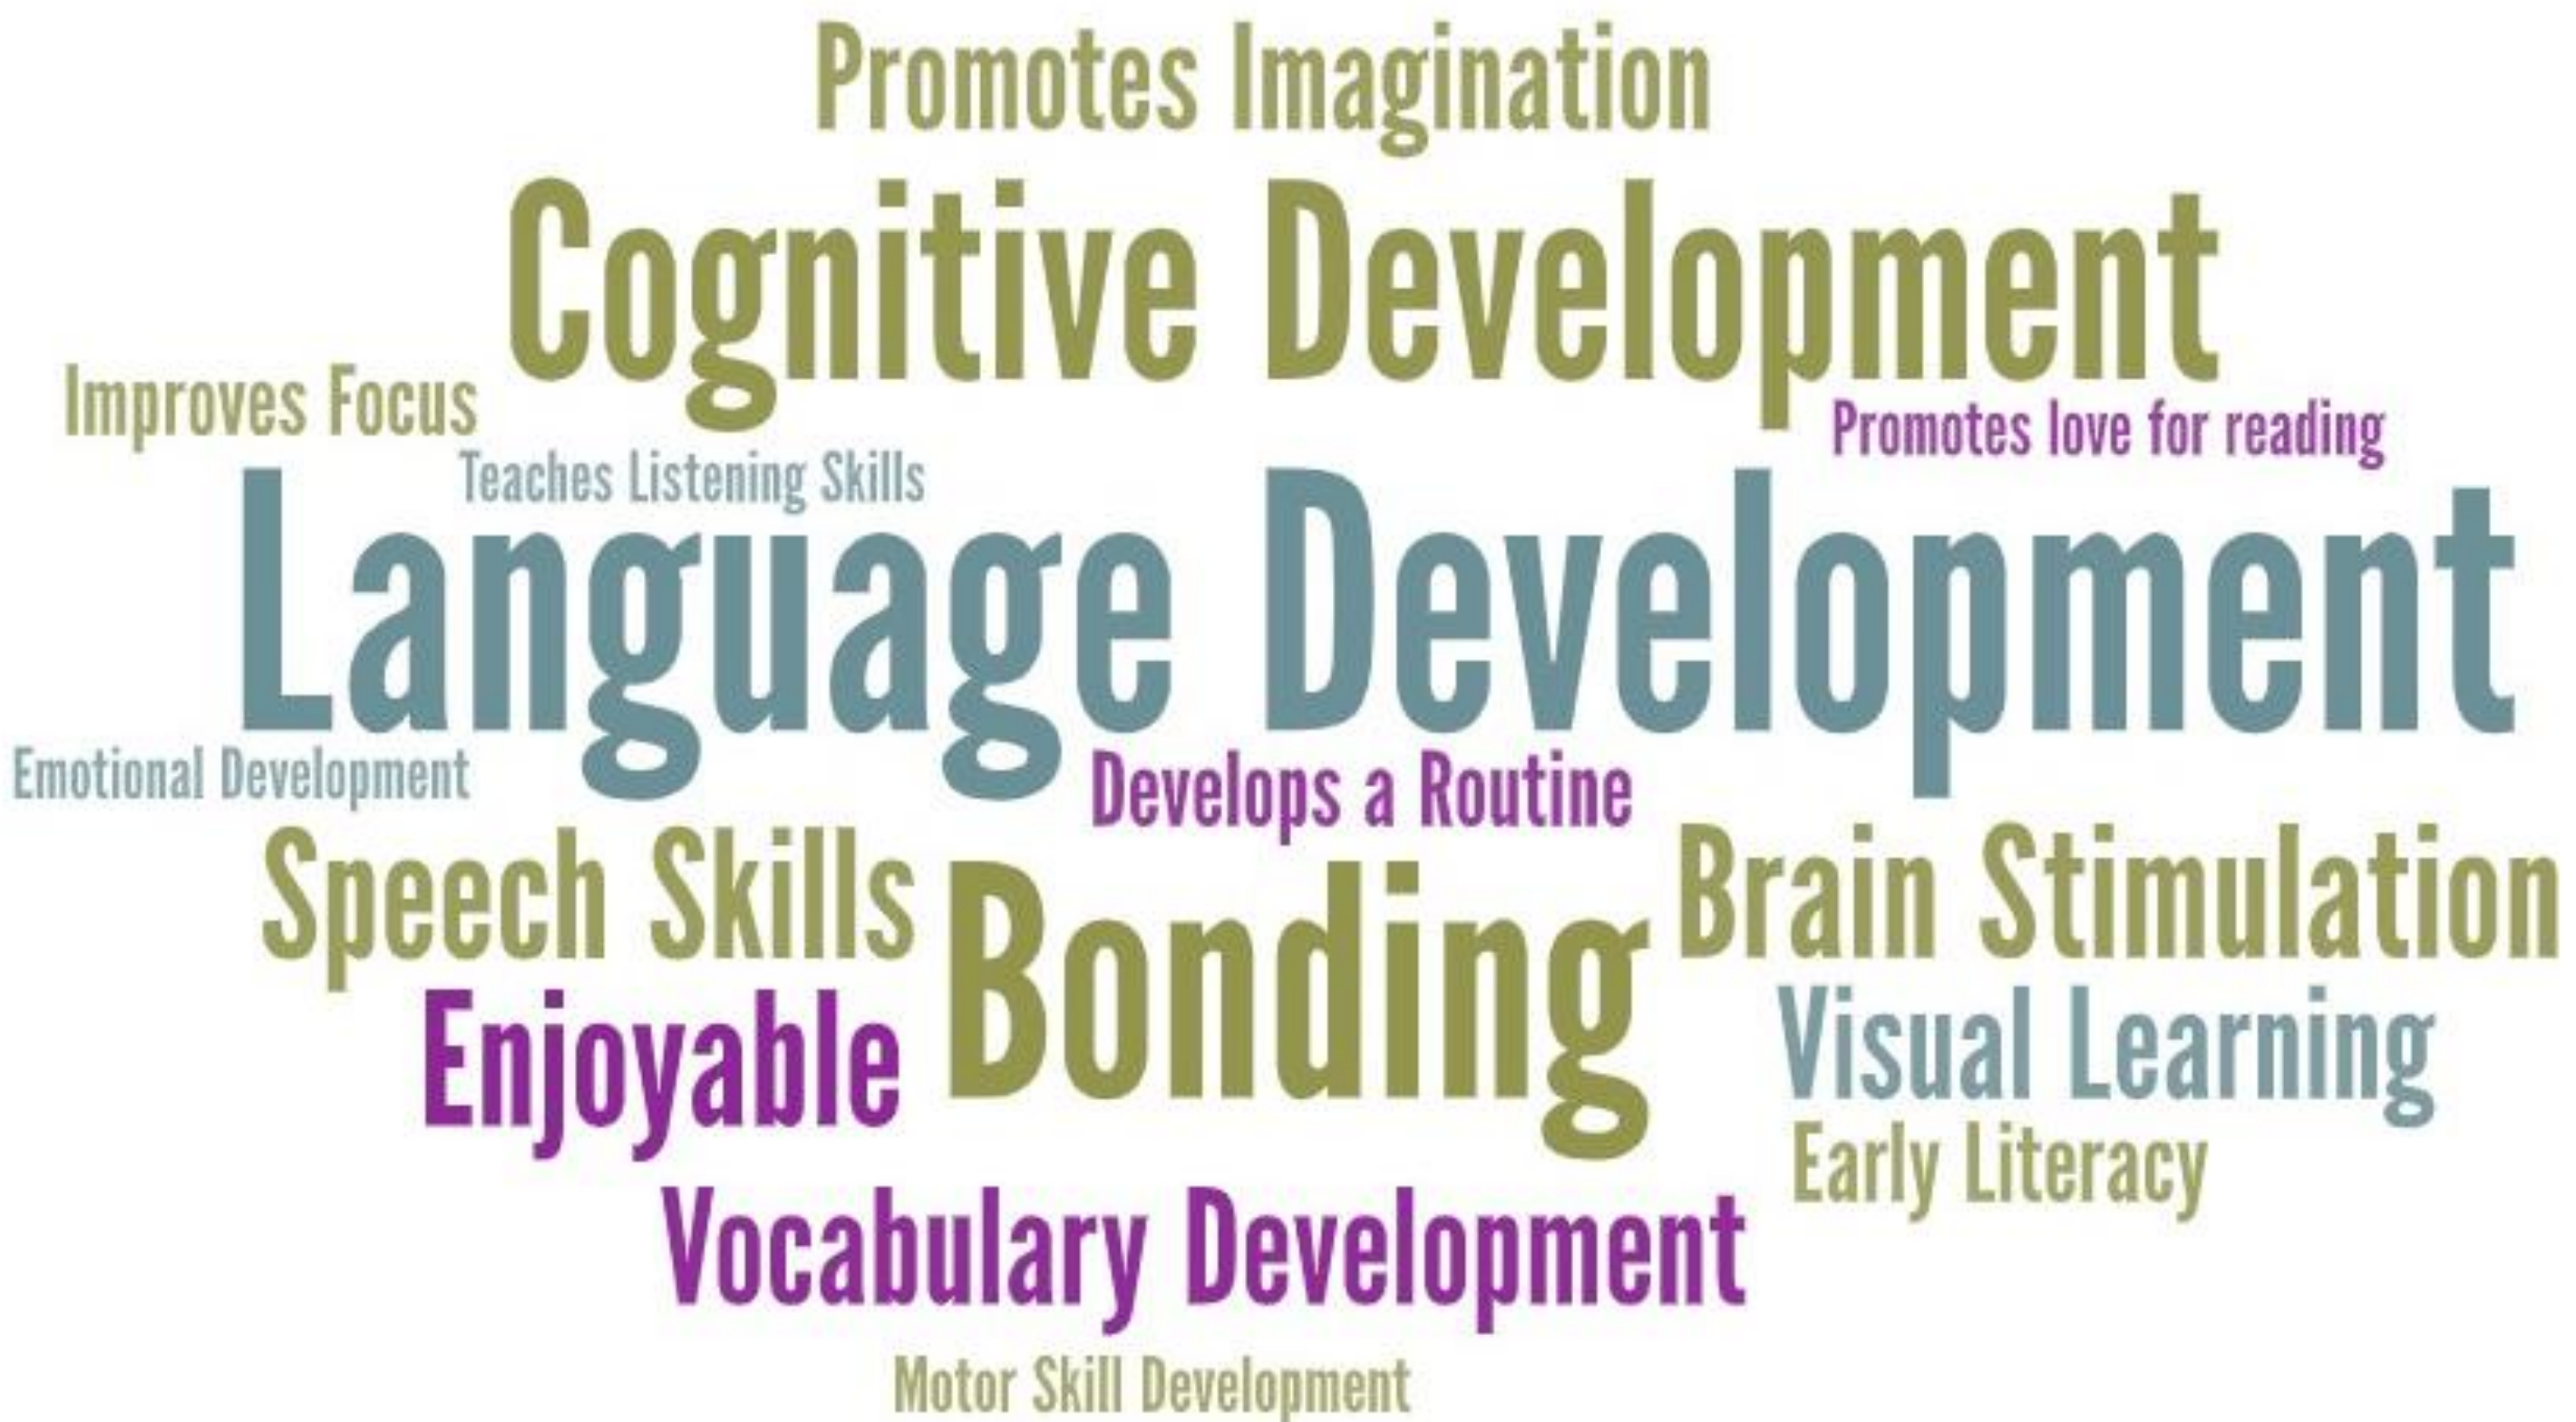 Promotes Imagination
Cognitive Development
Improves Focus
Promotes love for reading
Teaches Listening Skills
Language Development
Emotional Development
Develops a Routine
Speech Skills
Bonding
Brain Stimulation
Enjoyable
Visual Learning
Early Literacy
Vocabulary Development
Motor Skill Development